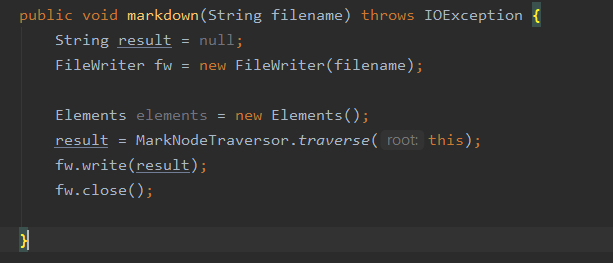 public void markdown(String filename) throws IOException {
    String result = null;
    FileWriter fw = new FileWriter(filename);

    Elements elements = new Elements();
    result = MarkNodeTraversor.traverse( root: this);
    fw.write(result);
    fw.close();

}